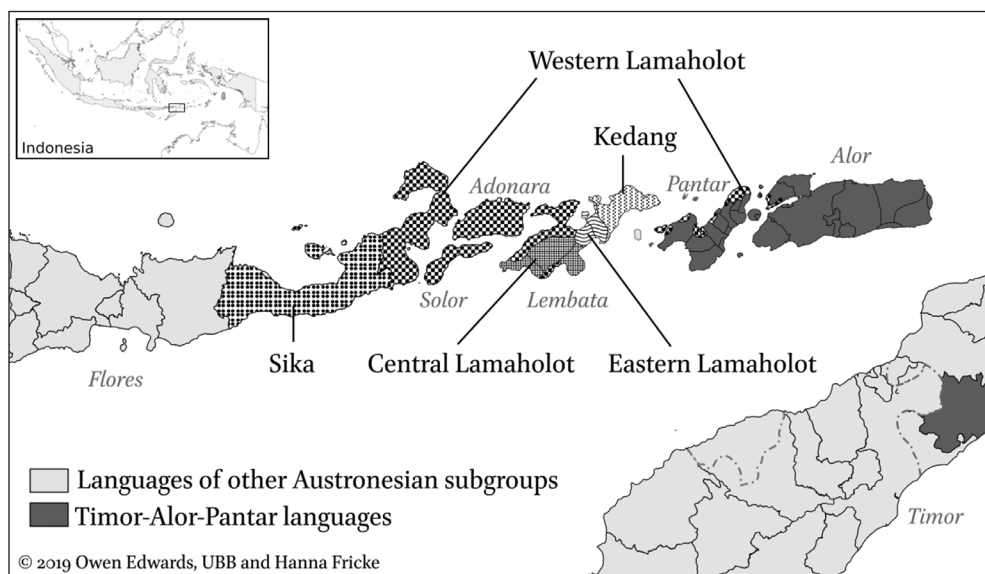 Indonesia
Western Lamaholot
Kedang
Adonara
Pantar
Alor
Solor
Lembata
Flores
Sika
Central Lamaholot
Eastern Lamaholot
Languages of other Austronesian subgroups
Timor-Alor-Pantar languages
Timor
© 2019 Owen Edwards, UBB and Hanna Fricke